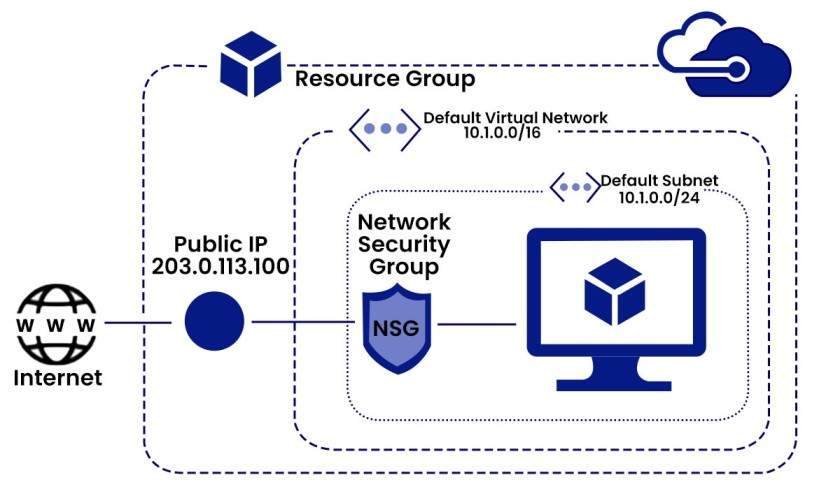 Resource Group
Default Virtual Network
10.1.0.0/16
Default Subnet
10.1.0.0/24
Network
Security
Group
Public IP
203.0.113.100
NSG
W W W
Internet